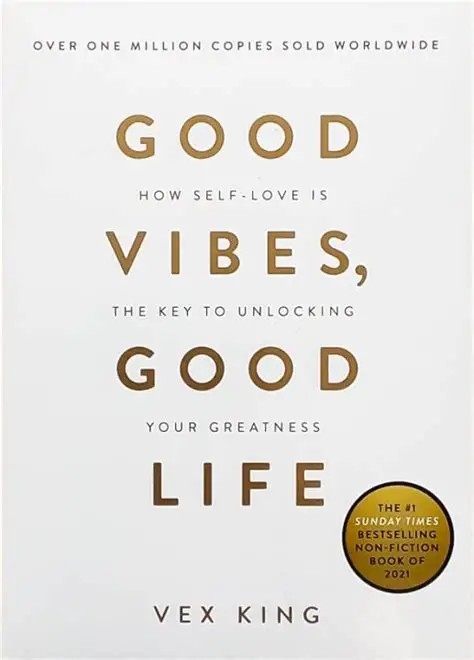 OVER ONE MILLION COPIES SOLD WORLDWIDE
GOOD
HOW SELF-LOVE IS
VIBES,
THE KEY TO UNLOCKING
GOOD
YOUR GREATNESS
LIFE
THE #1
SUNDAY TIMES
BESTSELLING
NON-FICTION
BOOK OF
2021
VEX KING